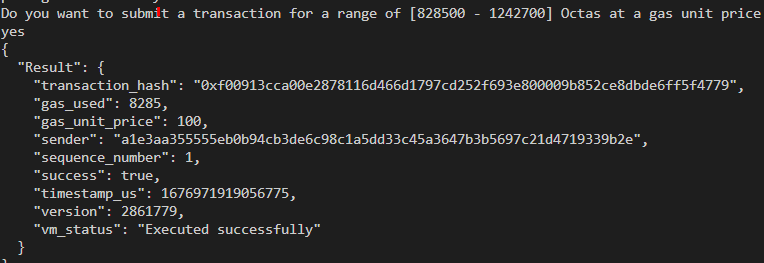 Do you want to submit a transaction for a range of [828500 - 1242700] Octas at a gas unit price
yes
{
  "Result": {
    "transaction_hash": "0xf00913cca00e2878116d466d1797cd252f693e800009b852ce8dbde6ff5f4779",
    "gas_used": 8285,
    "gas_unit_price": 100,
    "sender": "a1e3aa355555eb0b94cb3de6c98c1a5dd33c45a3647b3b5697c21d4719339b2e",
    "sequence_number": 1,
    "success": true,
    "timestamp_us": 1676971919056775,
    "version": 2861779,
    "vm_status": "Executed successfully"
  }